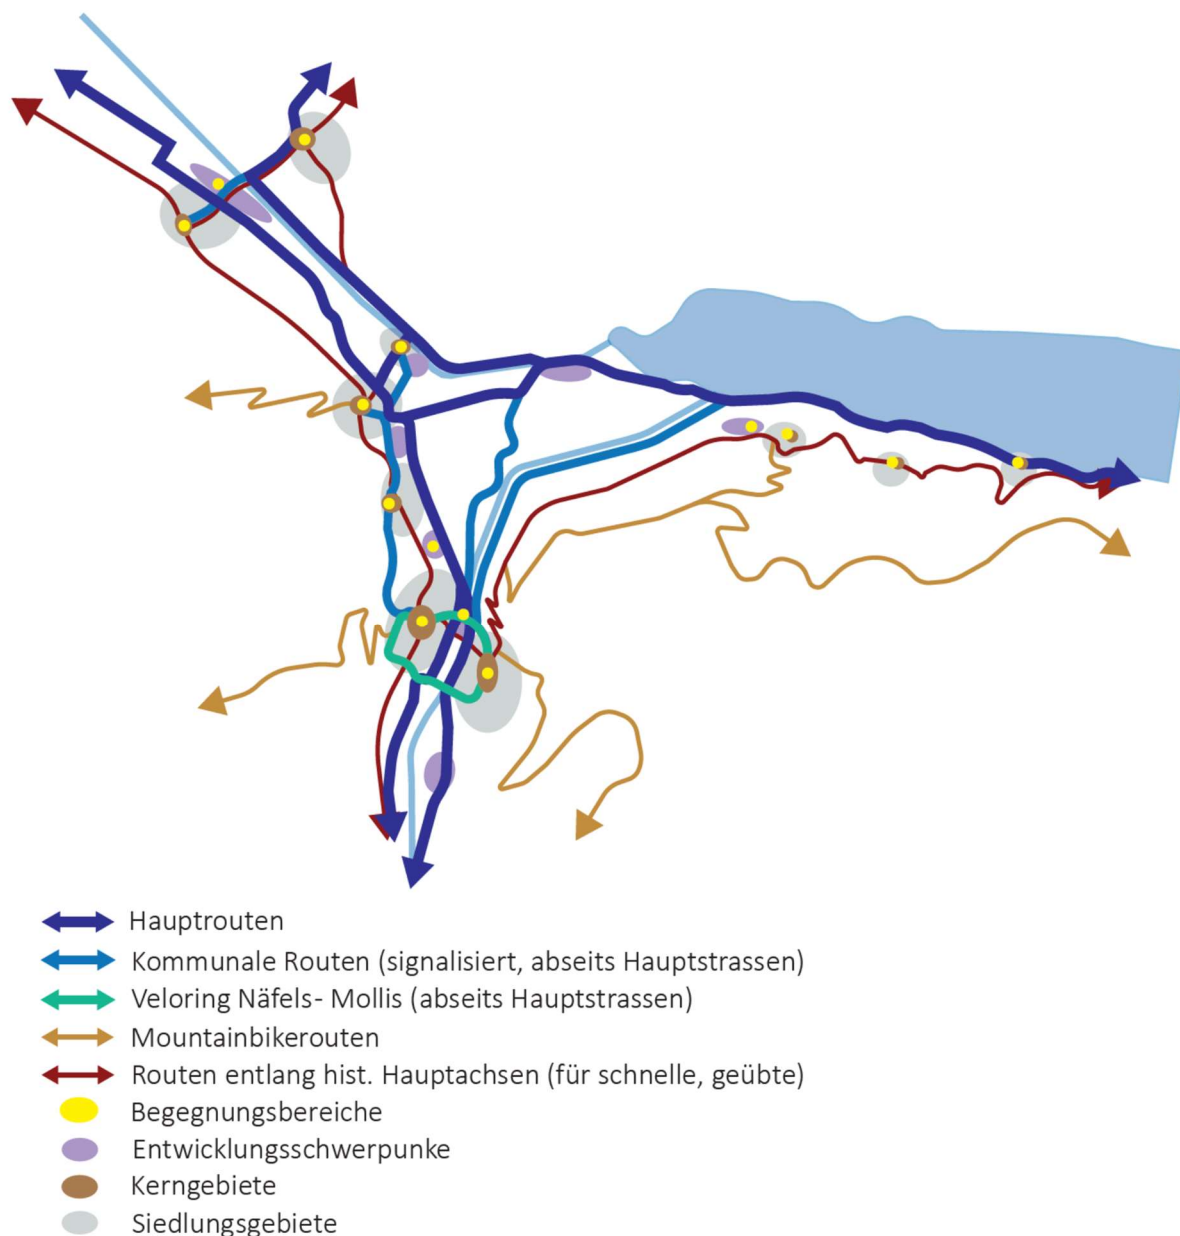 Hauptrouten
Kommunale Routen (signalisiert, abseits Hauptstrassen)
Veloring Näfels- Mollis (abseits Hauptstrassen)
Mountainbikerouten
Routen entlang hist. Hauptachsen (für schnelle, geübte)
Begegnungsbereiche
Entwicklungsschwerpunke
Kerngebiete
Siedlungsgebiete